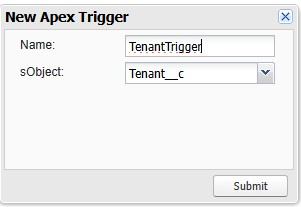 New Apex Trigger
Name: TenantTrigger
sObject: Tenant__c
Submit